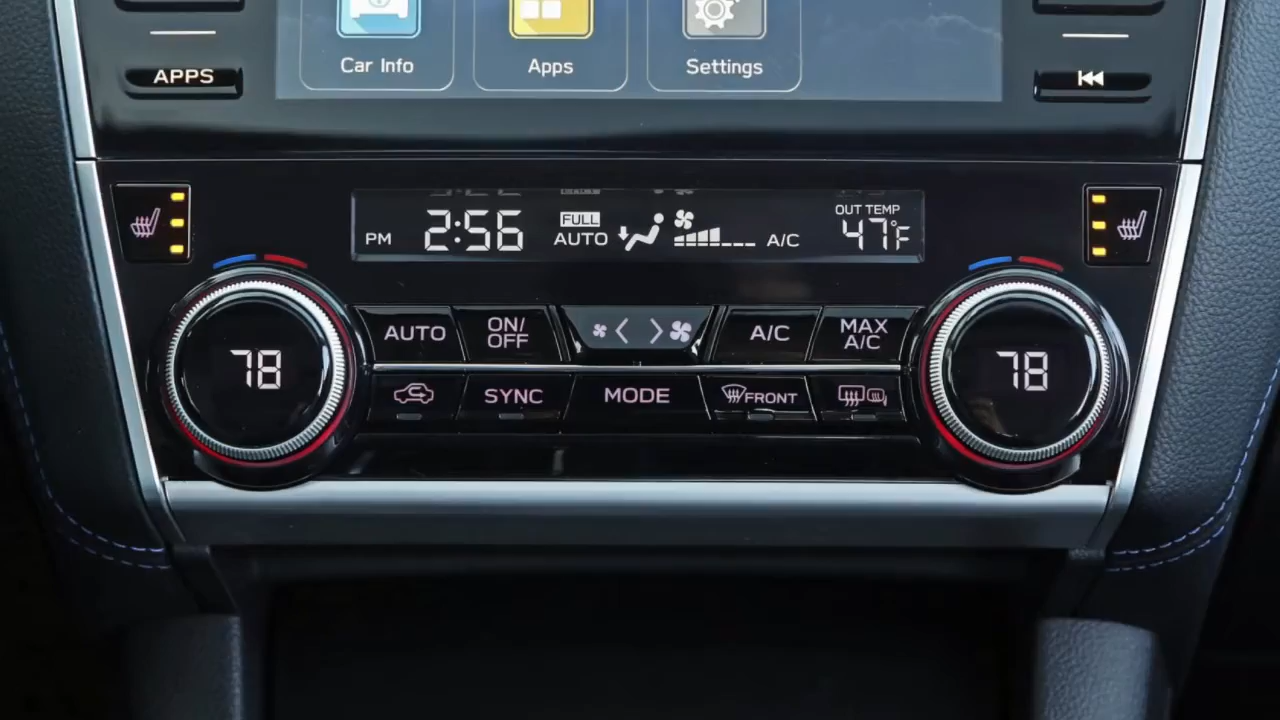 Car Info
Apps
Settings
APPS
PM 2:56
FULL
AUTO
A/C
OUT TEMP
47°F
AUTO
ON/
OFF
A/C
MAX
A/C
78
78
SYNC
MODE
FRONT